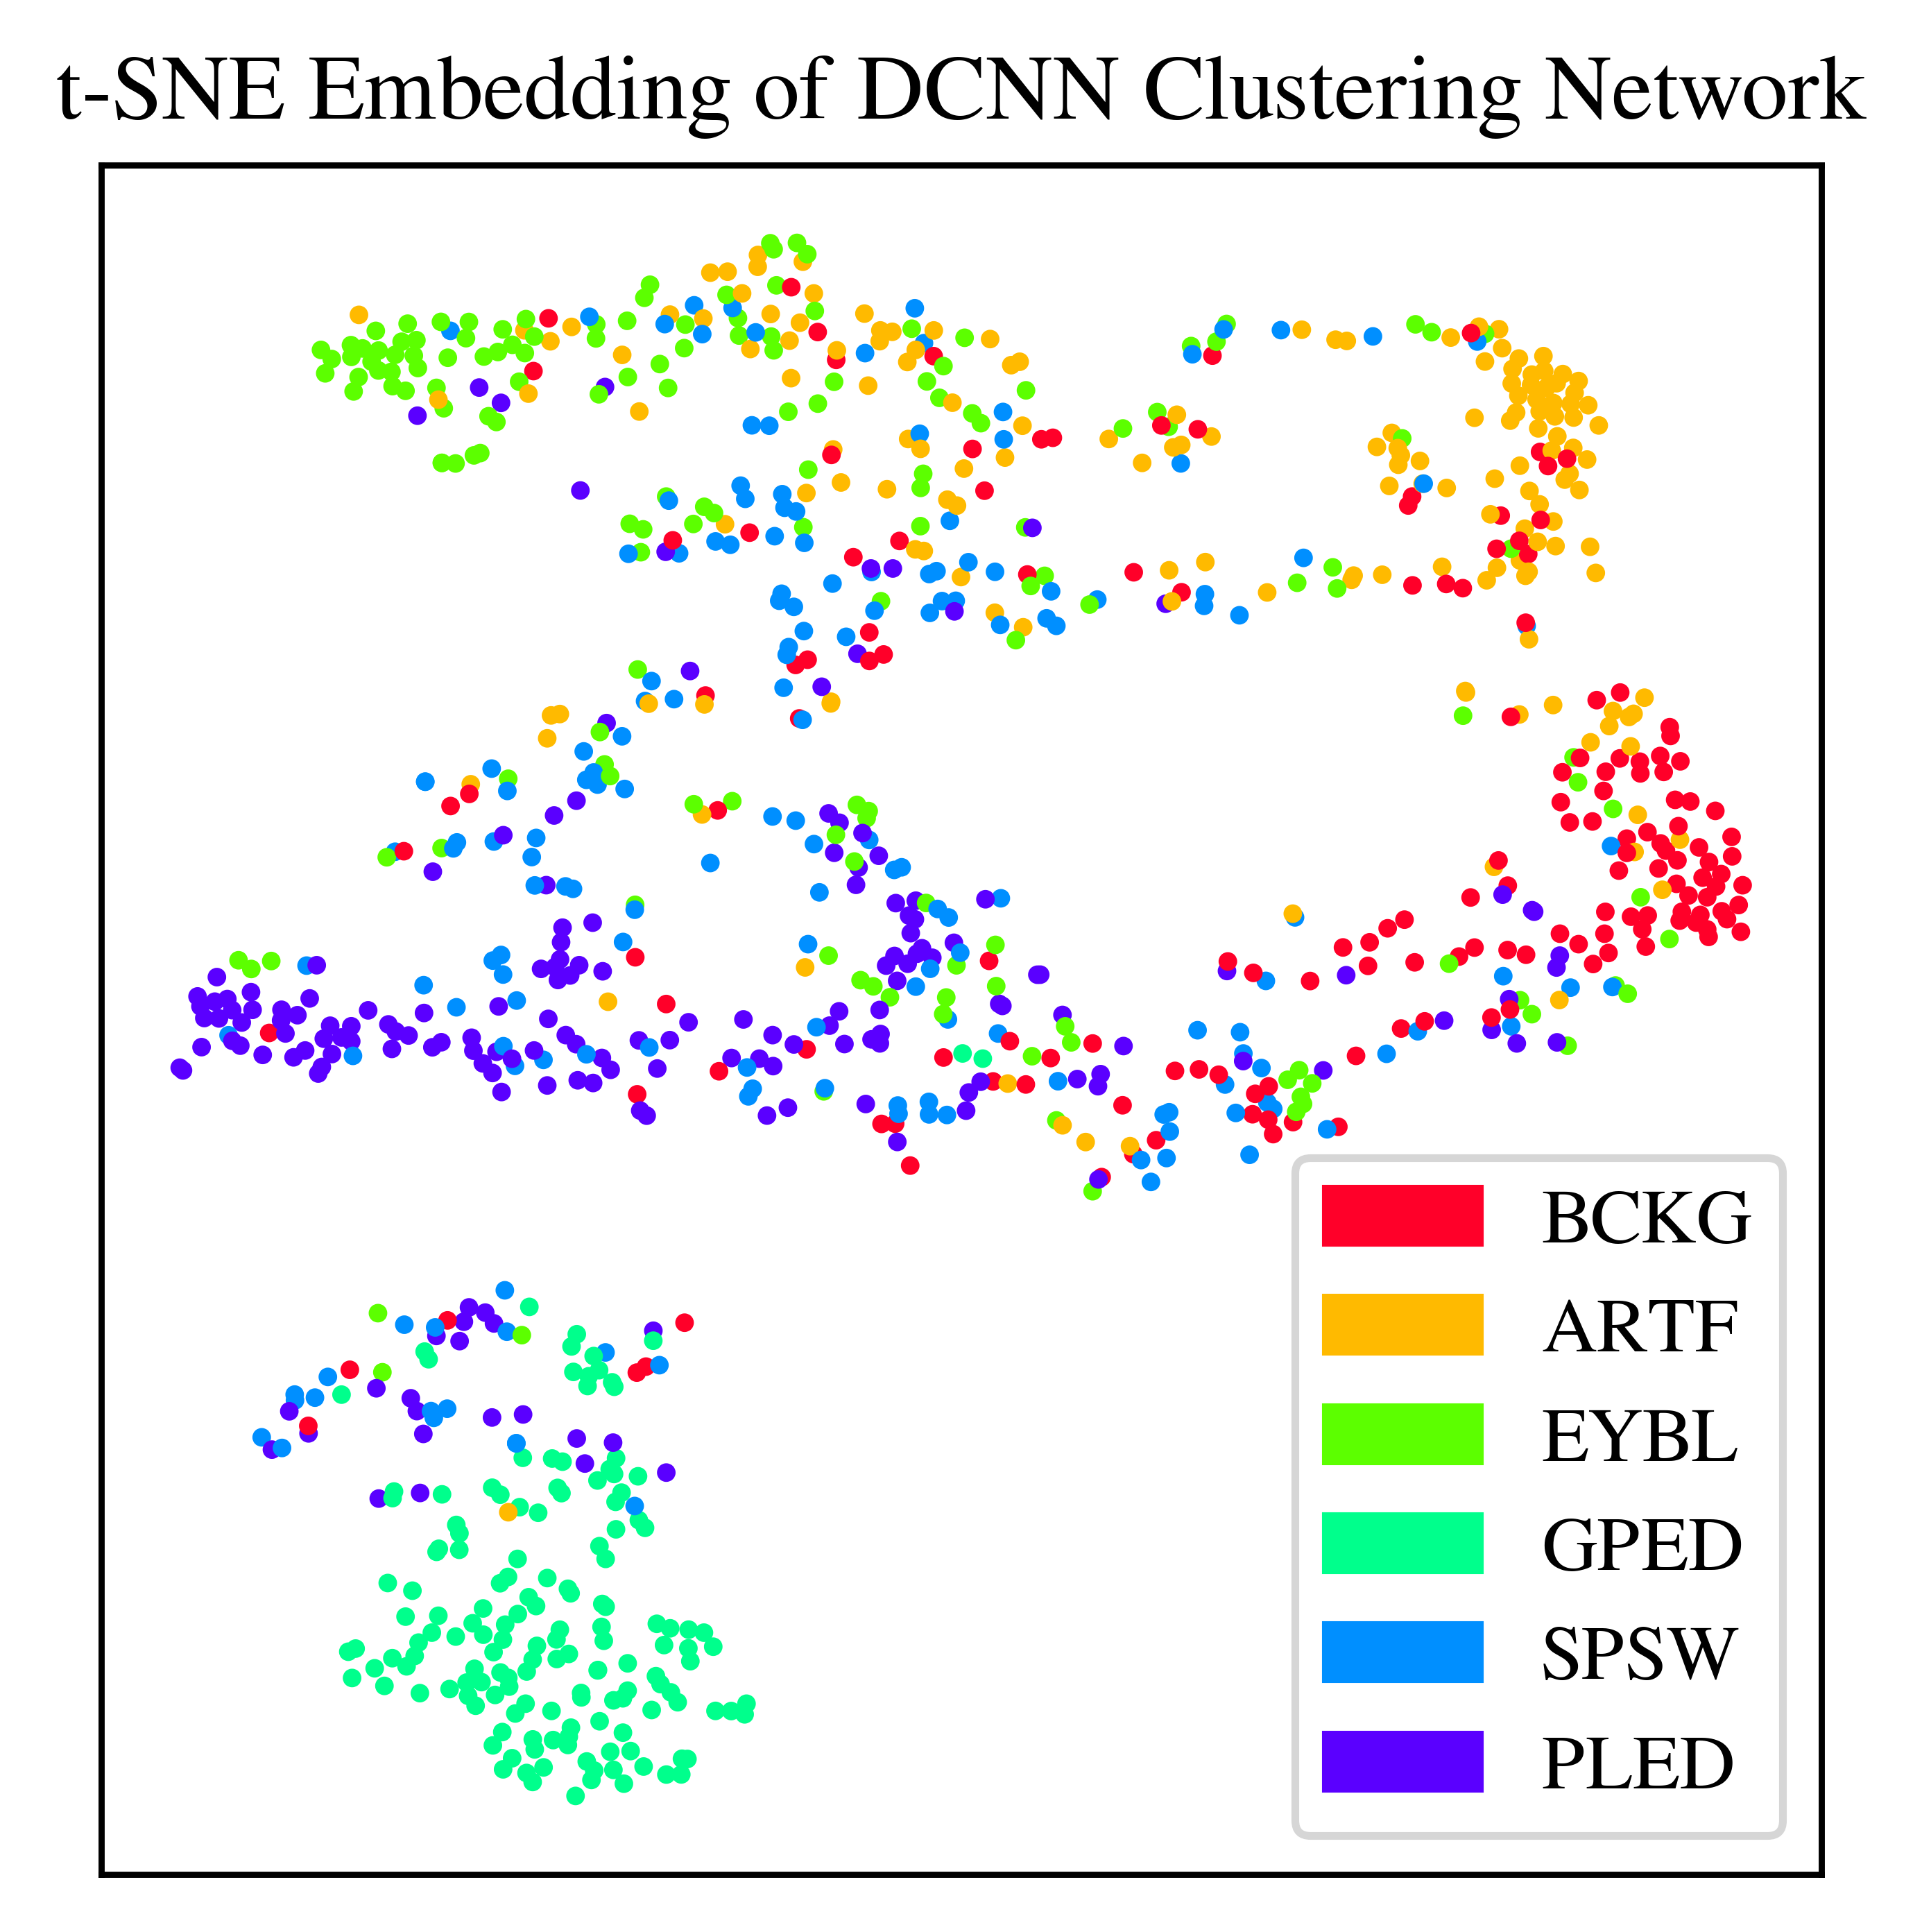 t-SNE Embedding of DCNN Clustering Network
BCKG
ARTF
EYBL
GPED
SPSW
PLED